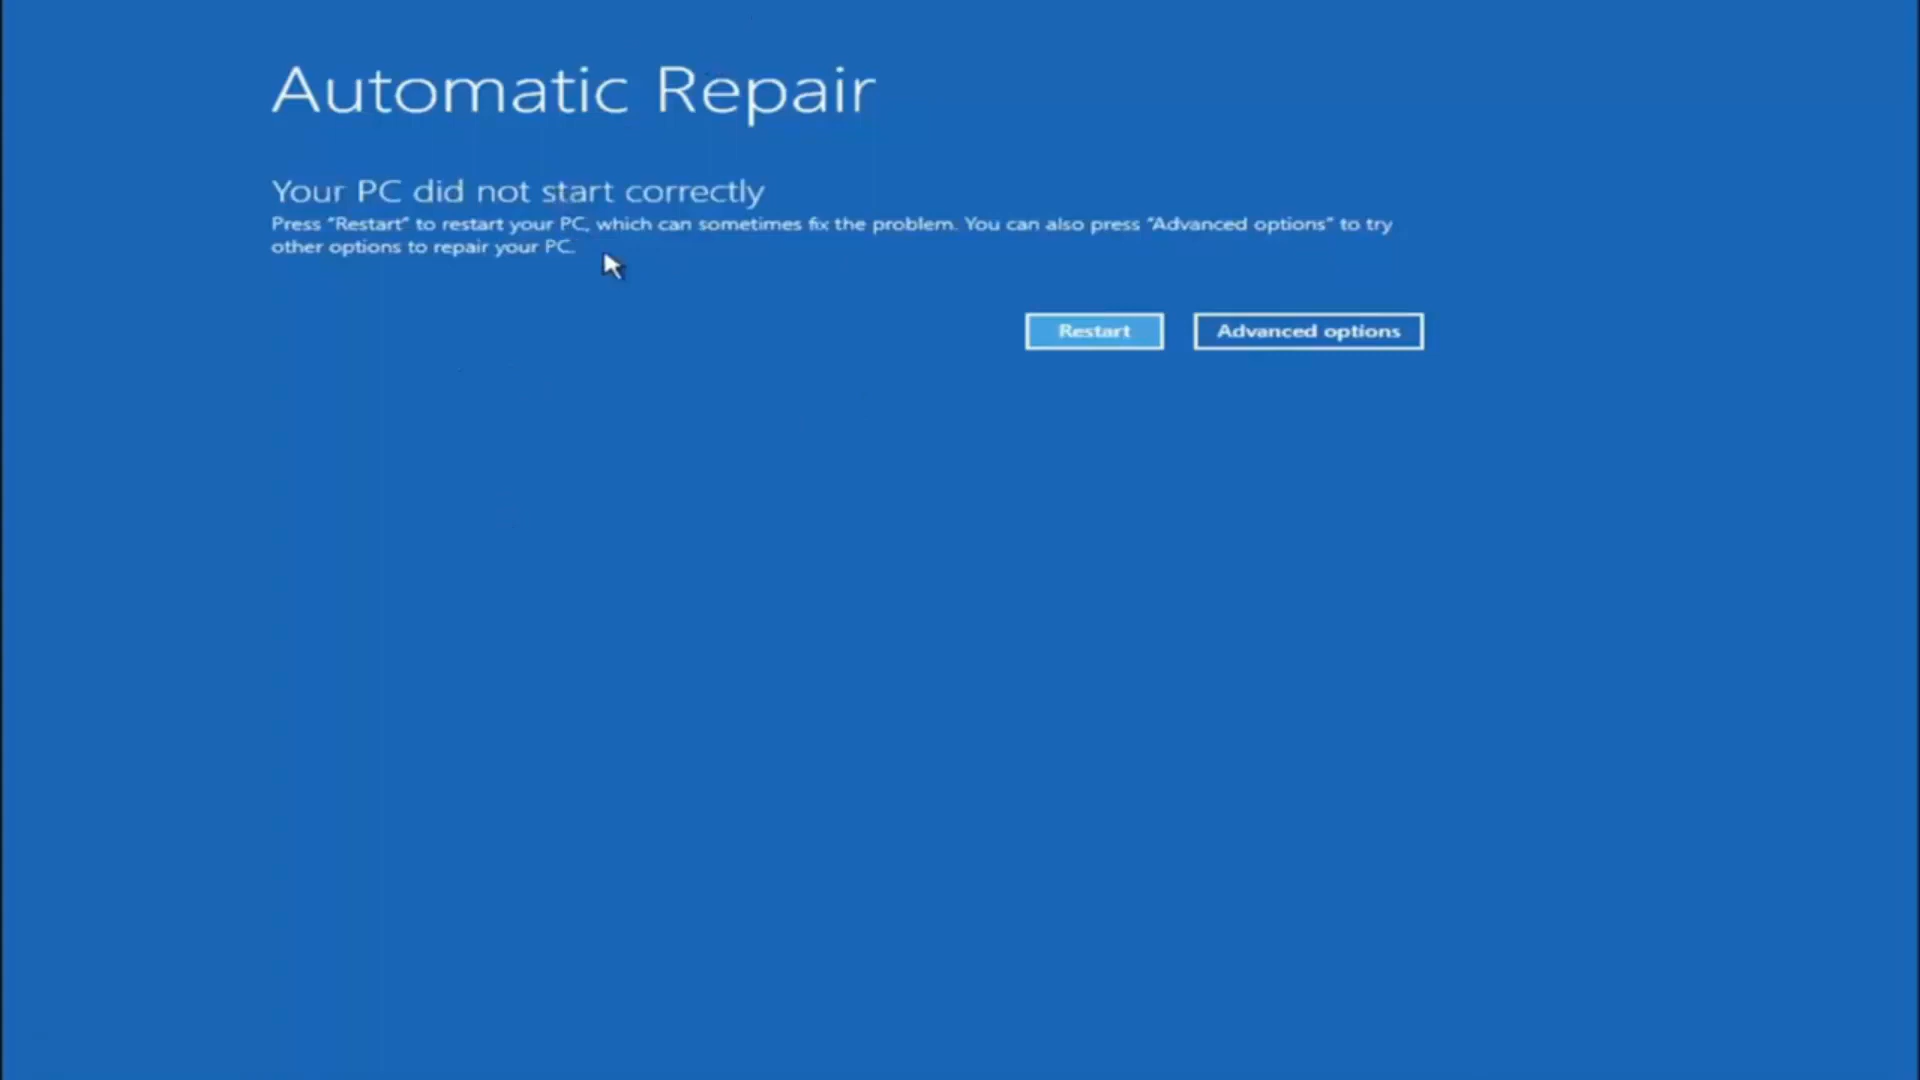 Automatic Repair
Your PC did not start correctly
Press "Restart" to restart your PC, which can sometimes fix the problem. You can also press "Advanced options" to try
other options to repair your PC.
Restart
Advanced options